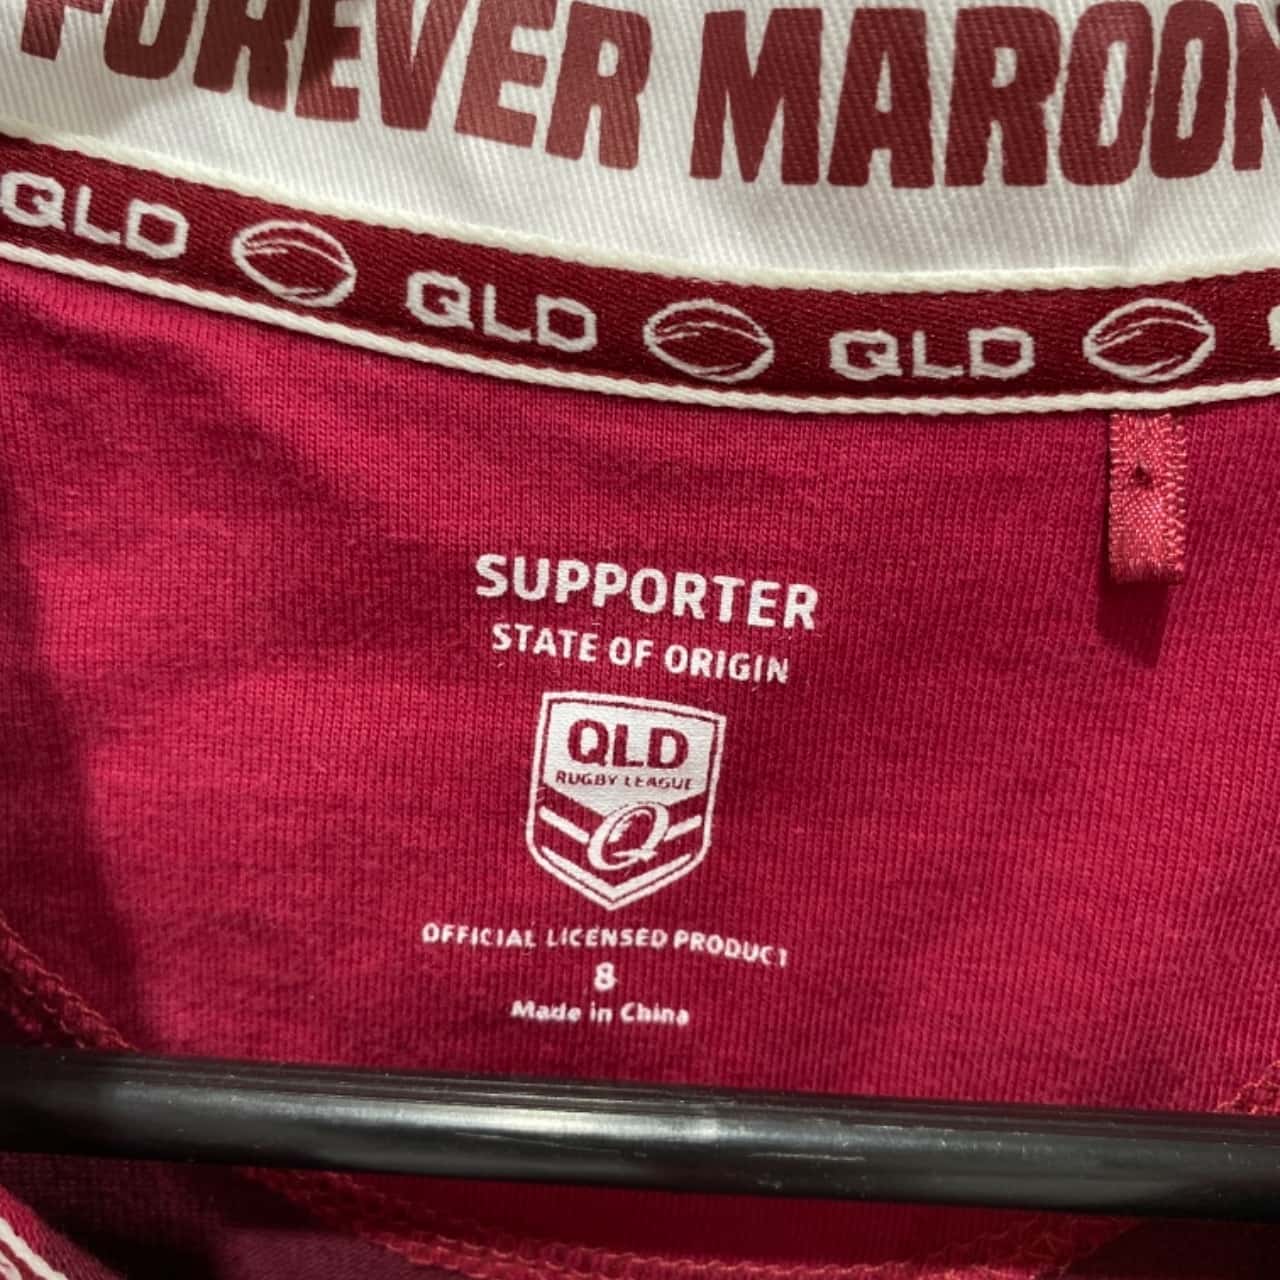 FOREVER MAROON
QLD QLD QLD
SUPPORTER
STATE OF ORIGIN
QLD
RUGBY LEAGUE
Q
OFFICIAL LICENSED PRODUCT
8
Made in China